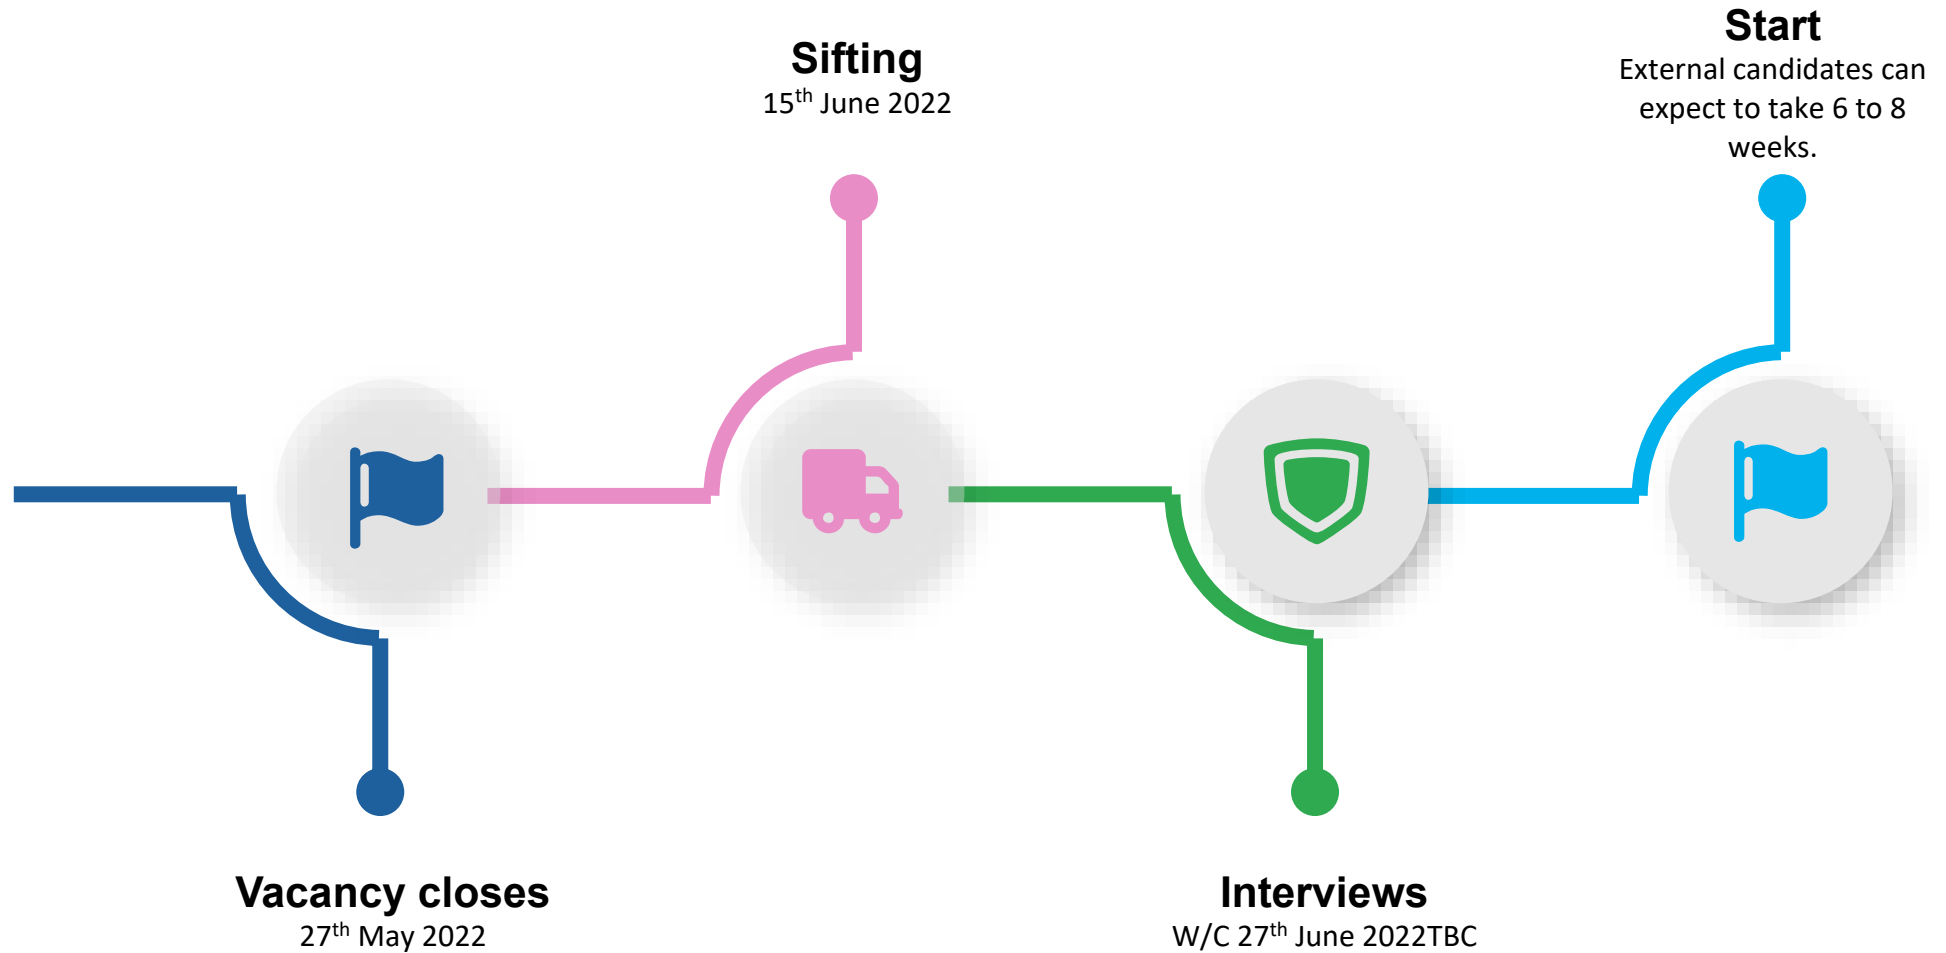 Vacancy closes
27th May 2022
Sifting
15th June 2022
Interviews
W/C 27th June 2022TBC
Start
External candidates can
expect to take 6 to 8
weeks.